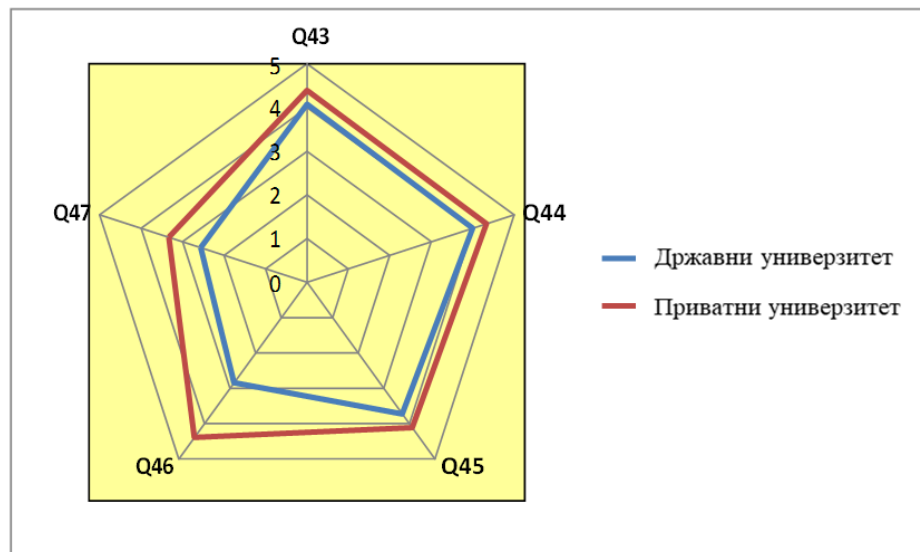 Q43
5
4
3
2
1
0
Q47
Q44
Q46
Q45
Државни универзитет
Приватни универзитет